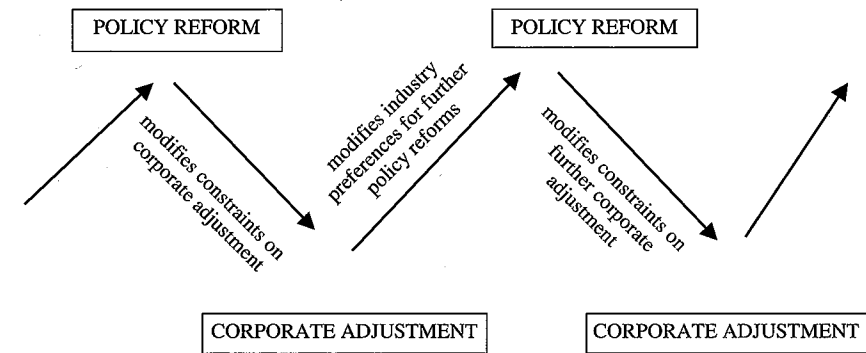 POLICY REFORM
POLICY REFORM
modifies constraints on
corporate adjustment
modifies industry
preferences for further
policy reforms
modifies constraints on
further corporate
adjustment
CORPORATE ADJUSTMENT
CORPORATE ADJUSTMENT